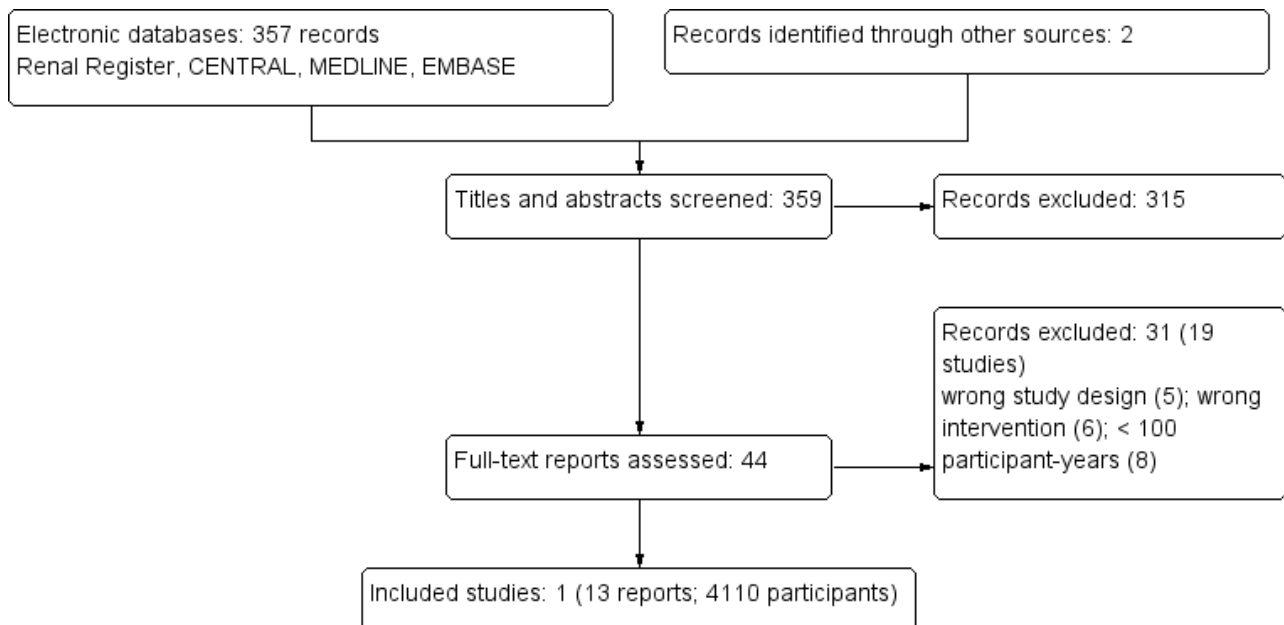 Electronic databases: 357 records
Renal Register, CENTRAL, MEDLINE, EMBASE
Records identified through other sources: 2
Titles and abstracts screened: 359
Records excluded: 315
Records excluded: 31 (19
studies)
wrong study design (5); wrong
intervention (6); < 100
participant-years (8)
Full-text reports assessed: 44
Included studies: 1 (13 reports; 4110 participants)